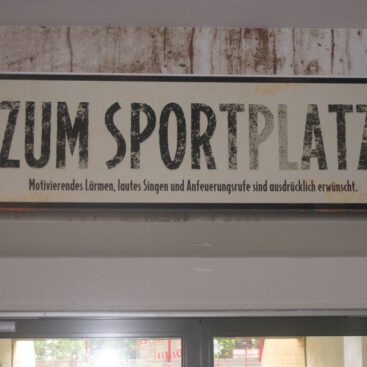 ZUM SPORTPLATZ
Motivierendes Lärmen, lautes Singen und Anfeuerungsrufe sind ausdrücklich erwünscht.